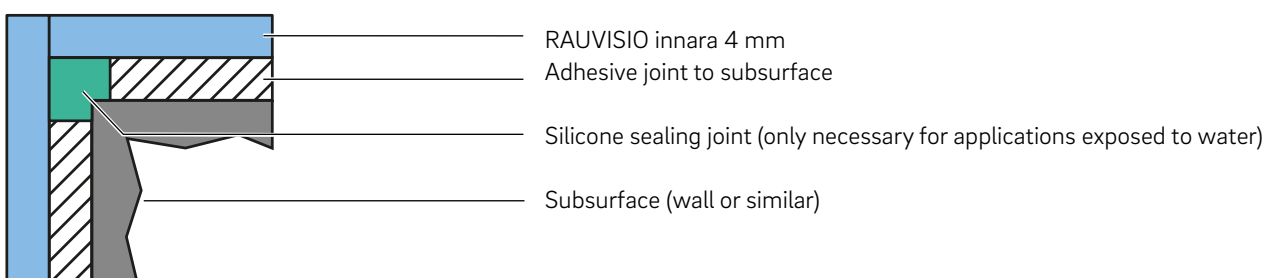 RAUVISIO innara 4 mm
Adhesive joint to subsurface
Silicone sealing joint (only necessary for applications exposed to water)
Subsurface (wall or similar)